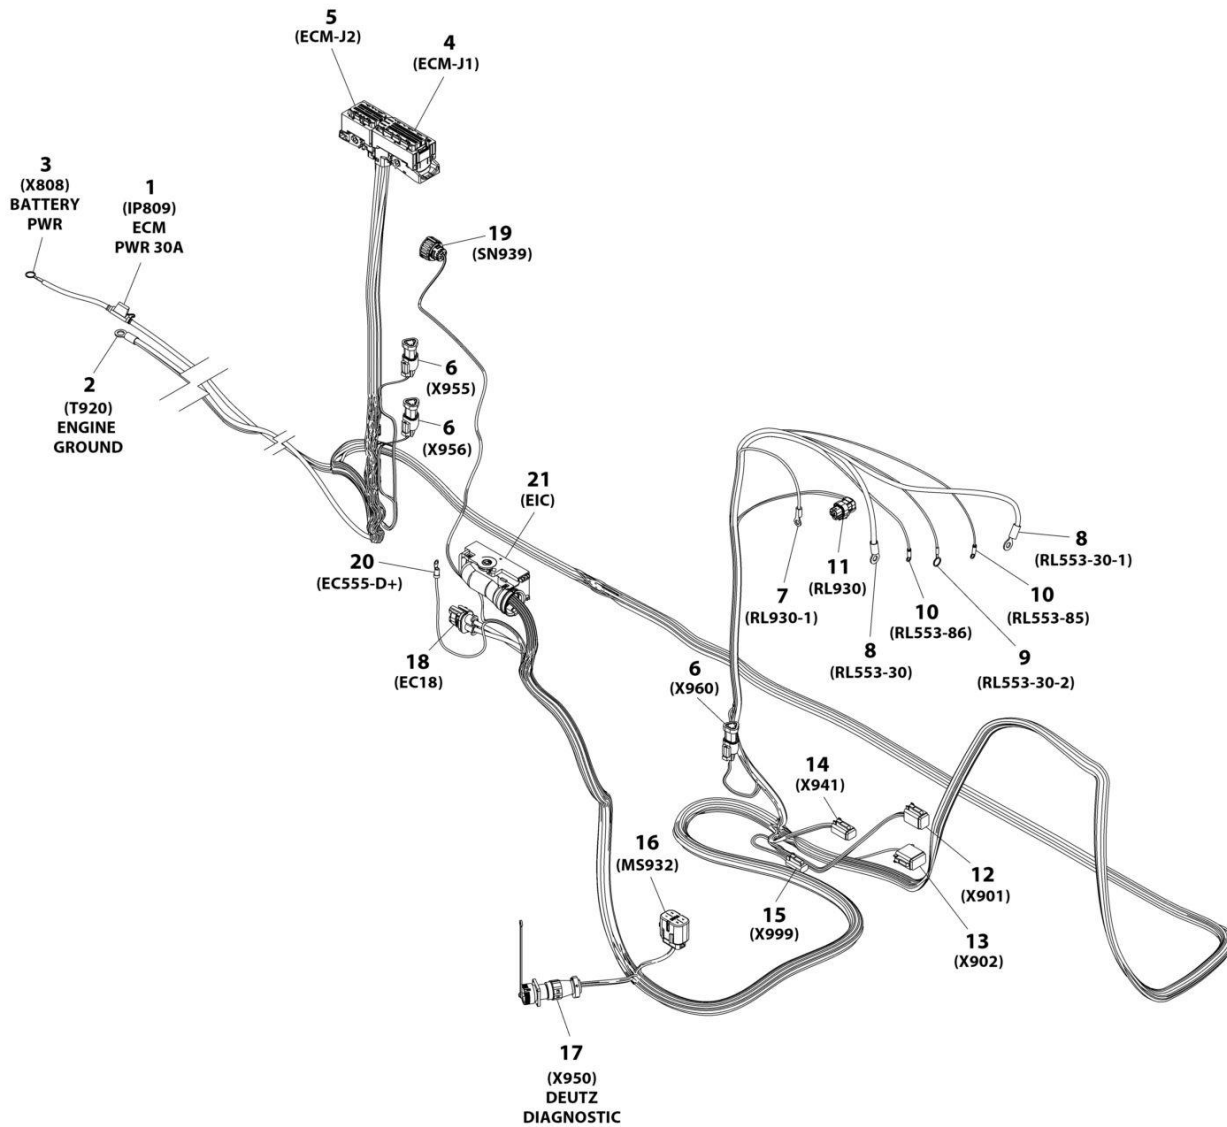 5
(ECM-J2)
4
(ECM-J1)
3
(X808)
BATTERY
PWR
1
(IP809)
ECM
PWR 30A
19
(SN939)
2
(T920)
ENGINE
GROUND
6
(X955)
6
(X956)
21
(EIC)
20
(EC555-D+)
18
(EC18)
7
(RL930-1)
11
(RL930)
8
(RL553-30)
10
(RL553-86)
9
(RL553-30-2)
10
(RL553-85)
8
(RL553-30-1)
6
(X960)
14
(X941)
12
(X901)
13
(X902)
15
(X999)
16
(MS932)
17
(X950)
DEUTZ
DIAGNOSTIC